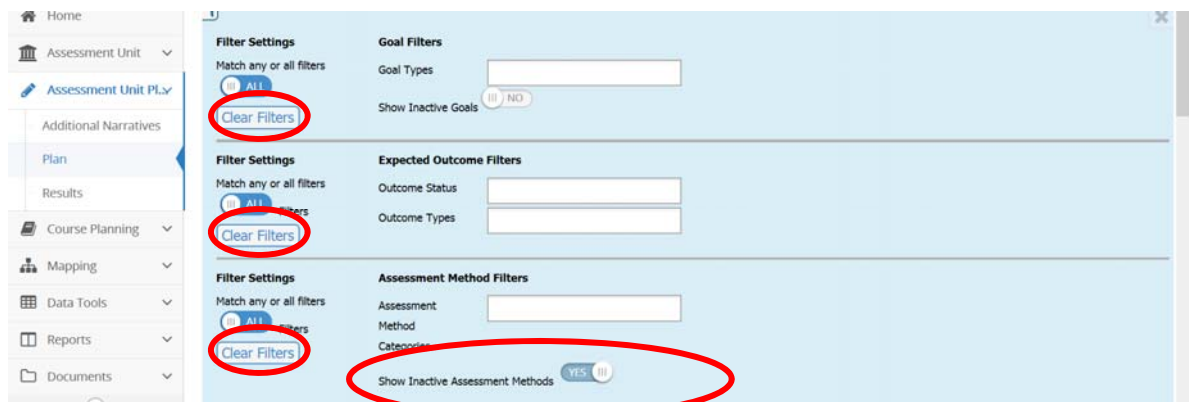 Home
Assessment Unit
Assessment Unit Pl...
Additional Narratives
Plan
Results
Course Planning
Mapping
Data Tools
Reports
Documents
Filter Settings
Match any or all filters
ALL
Clear Filters
Goal Filters
Goal Types
Show Inactive Goals NO
Filter Settings
Match any or all filters
ALL Filters
Clear Filters
Expected Outcome Filters
Outcome Status
Outcome Types
Filter Settings
Match any or all filters
ALL Filters
Clear Filters
Assessment Method Filters
Assessment
Method
Categories
Show Inactive Assessment Methods YES